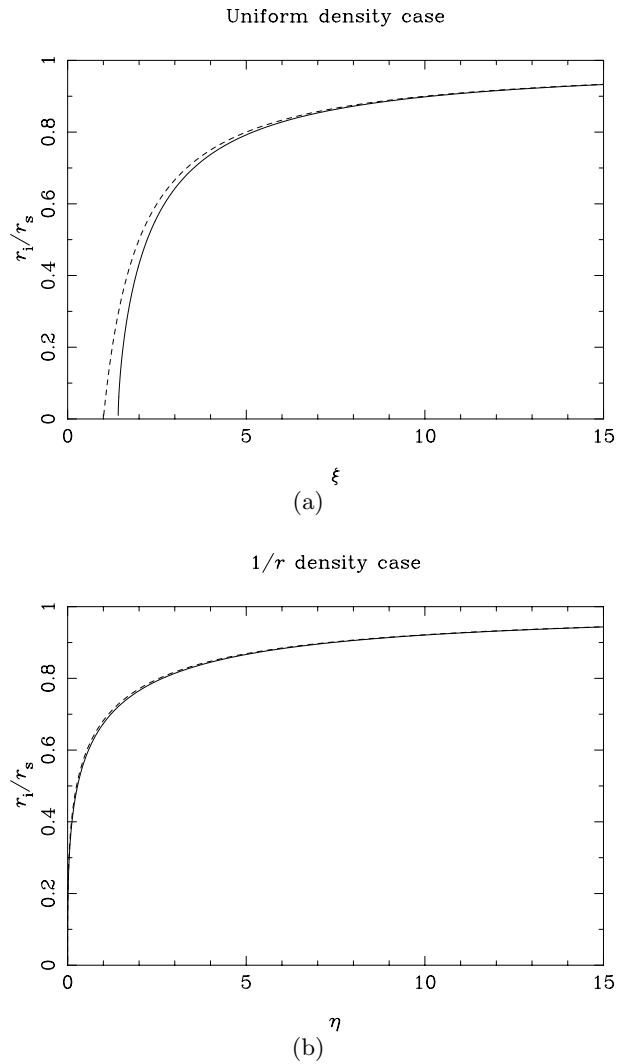 Uniform density case
1
0.8
0.6
0.4
0.2
0
r_i/r_s
0 5 10 15
ξ
(a)
1/r density case
1
0.8
0.6
0.4
0.2
0
r_i/r_s
0 5 10 15
η
(b)